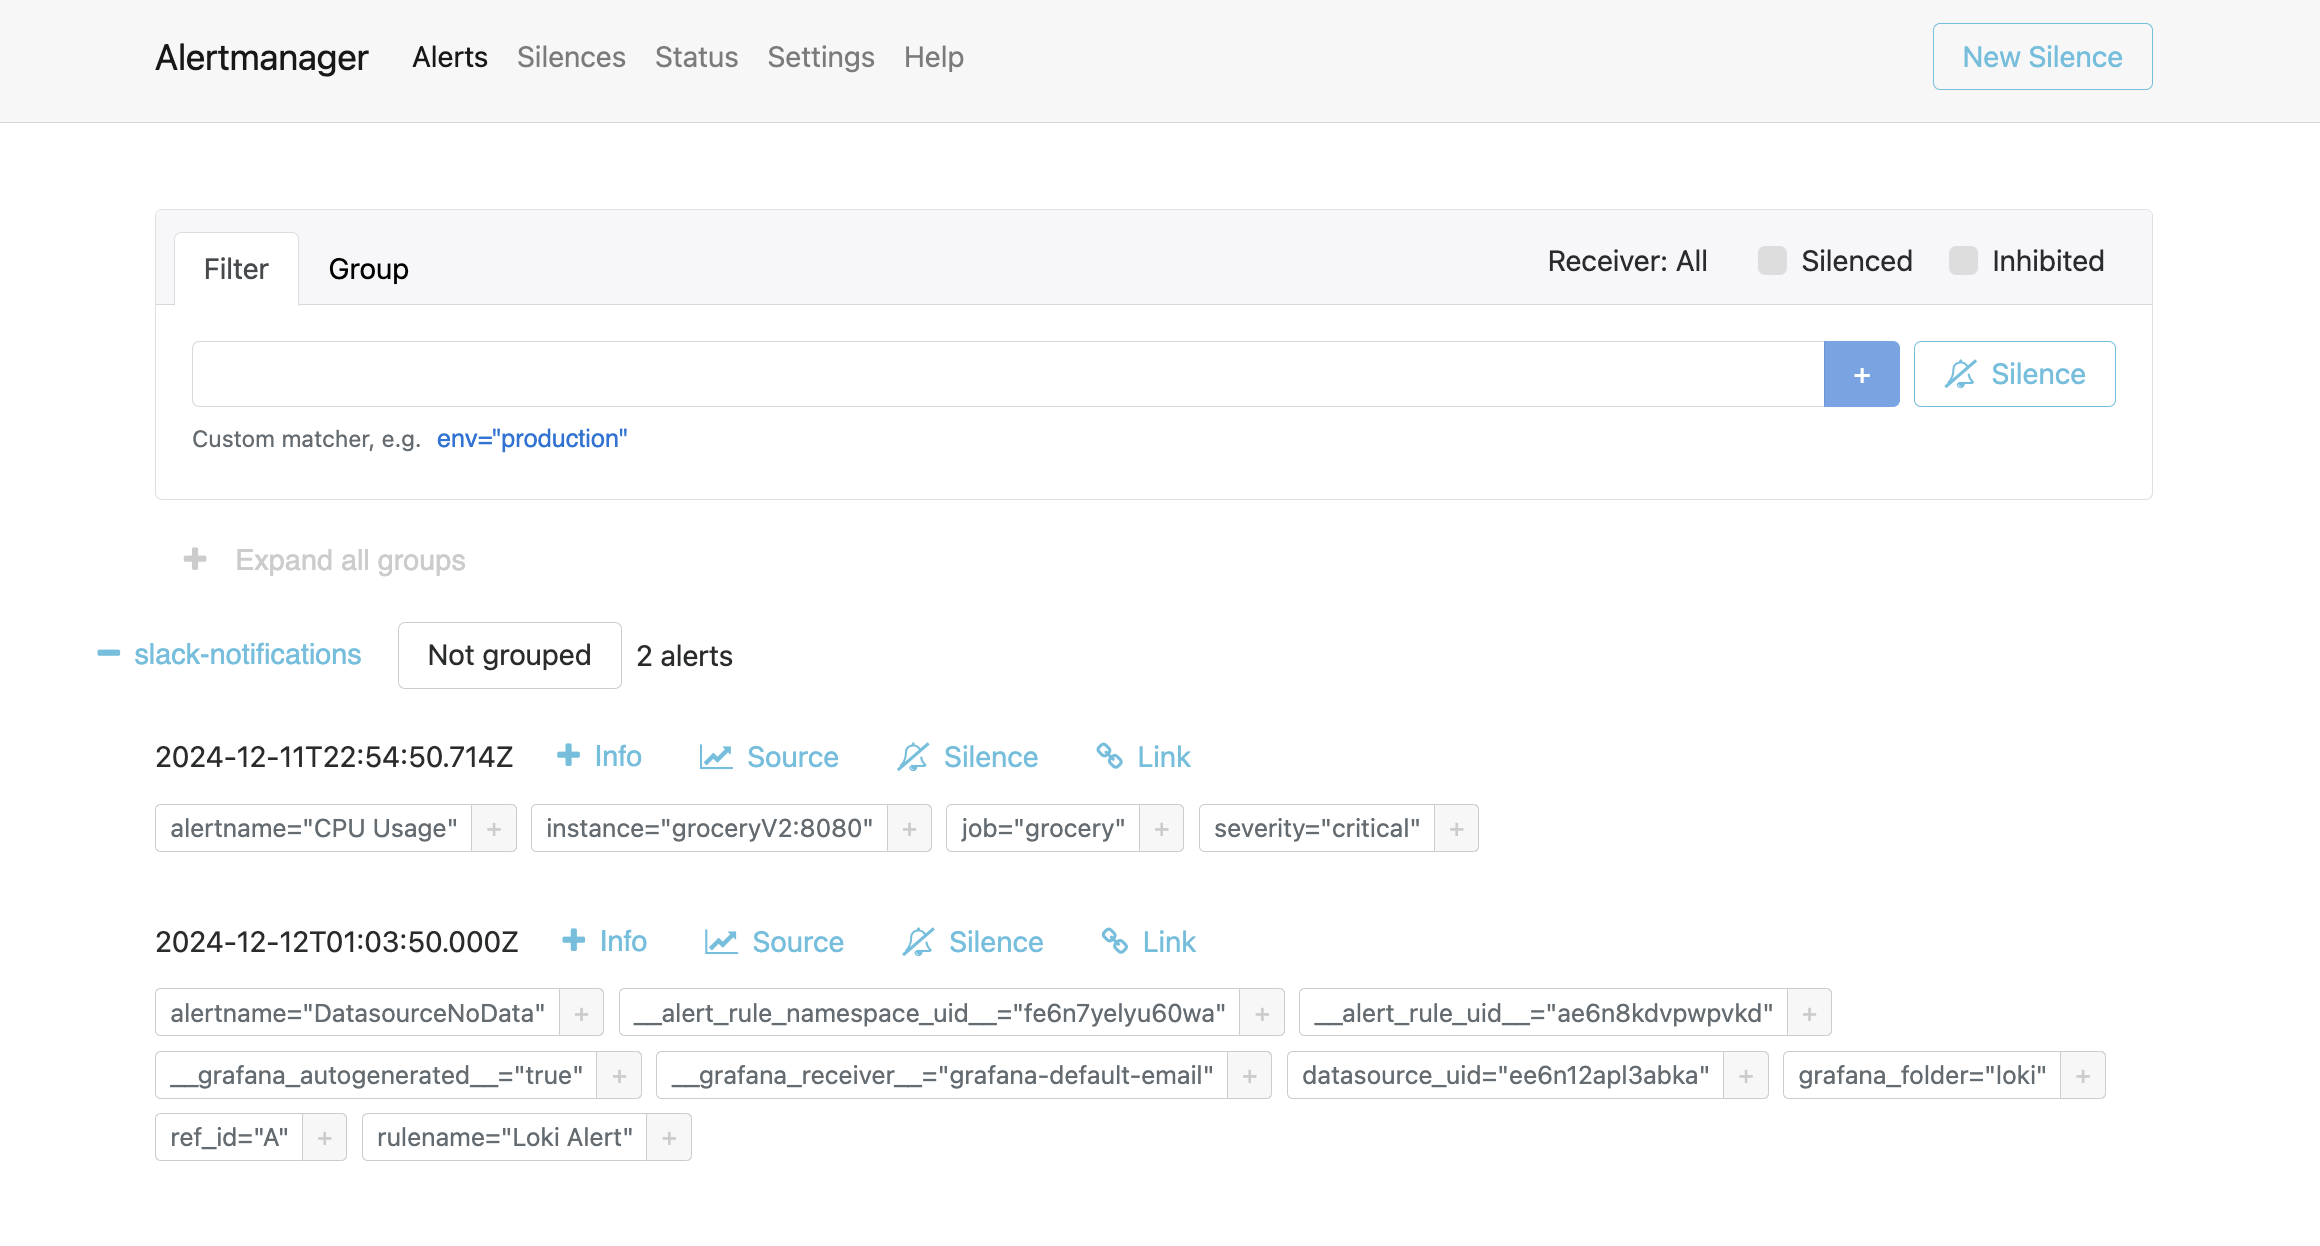 Alertmanager Alerts Silences Status Settings Help New Silence
Filter Group Receiver: All Silenced Inhibited
+ Silence
Custom matcher, e.g. env="production"
+ Expand all groups
slack-notifications Not grouped 2 alerts
2024-12-11T22:54:50.714Z + Info Source Silence Link
alertname="CPU Usage" + instance="groceryV2:8080" + job="grocery" + severity="critical" +
2024-12-12T01:03:50.000Z + Info Source Silence Link
alertname="DatasourceNoData" + __alert_rule_namespace_uid__="fe6n7yelyu60wa" + __alert_rule_uid__="ae6n8kdvpwpvkd" +
__grafana_autogenerated__="true" + __grafana_receiver__="grafana-default-email" + datasource_uid="ee6n12apl3abka" + grafana_folder="loki" +
ref_id="A" + rulename="Loki Alert" +